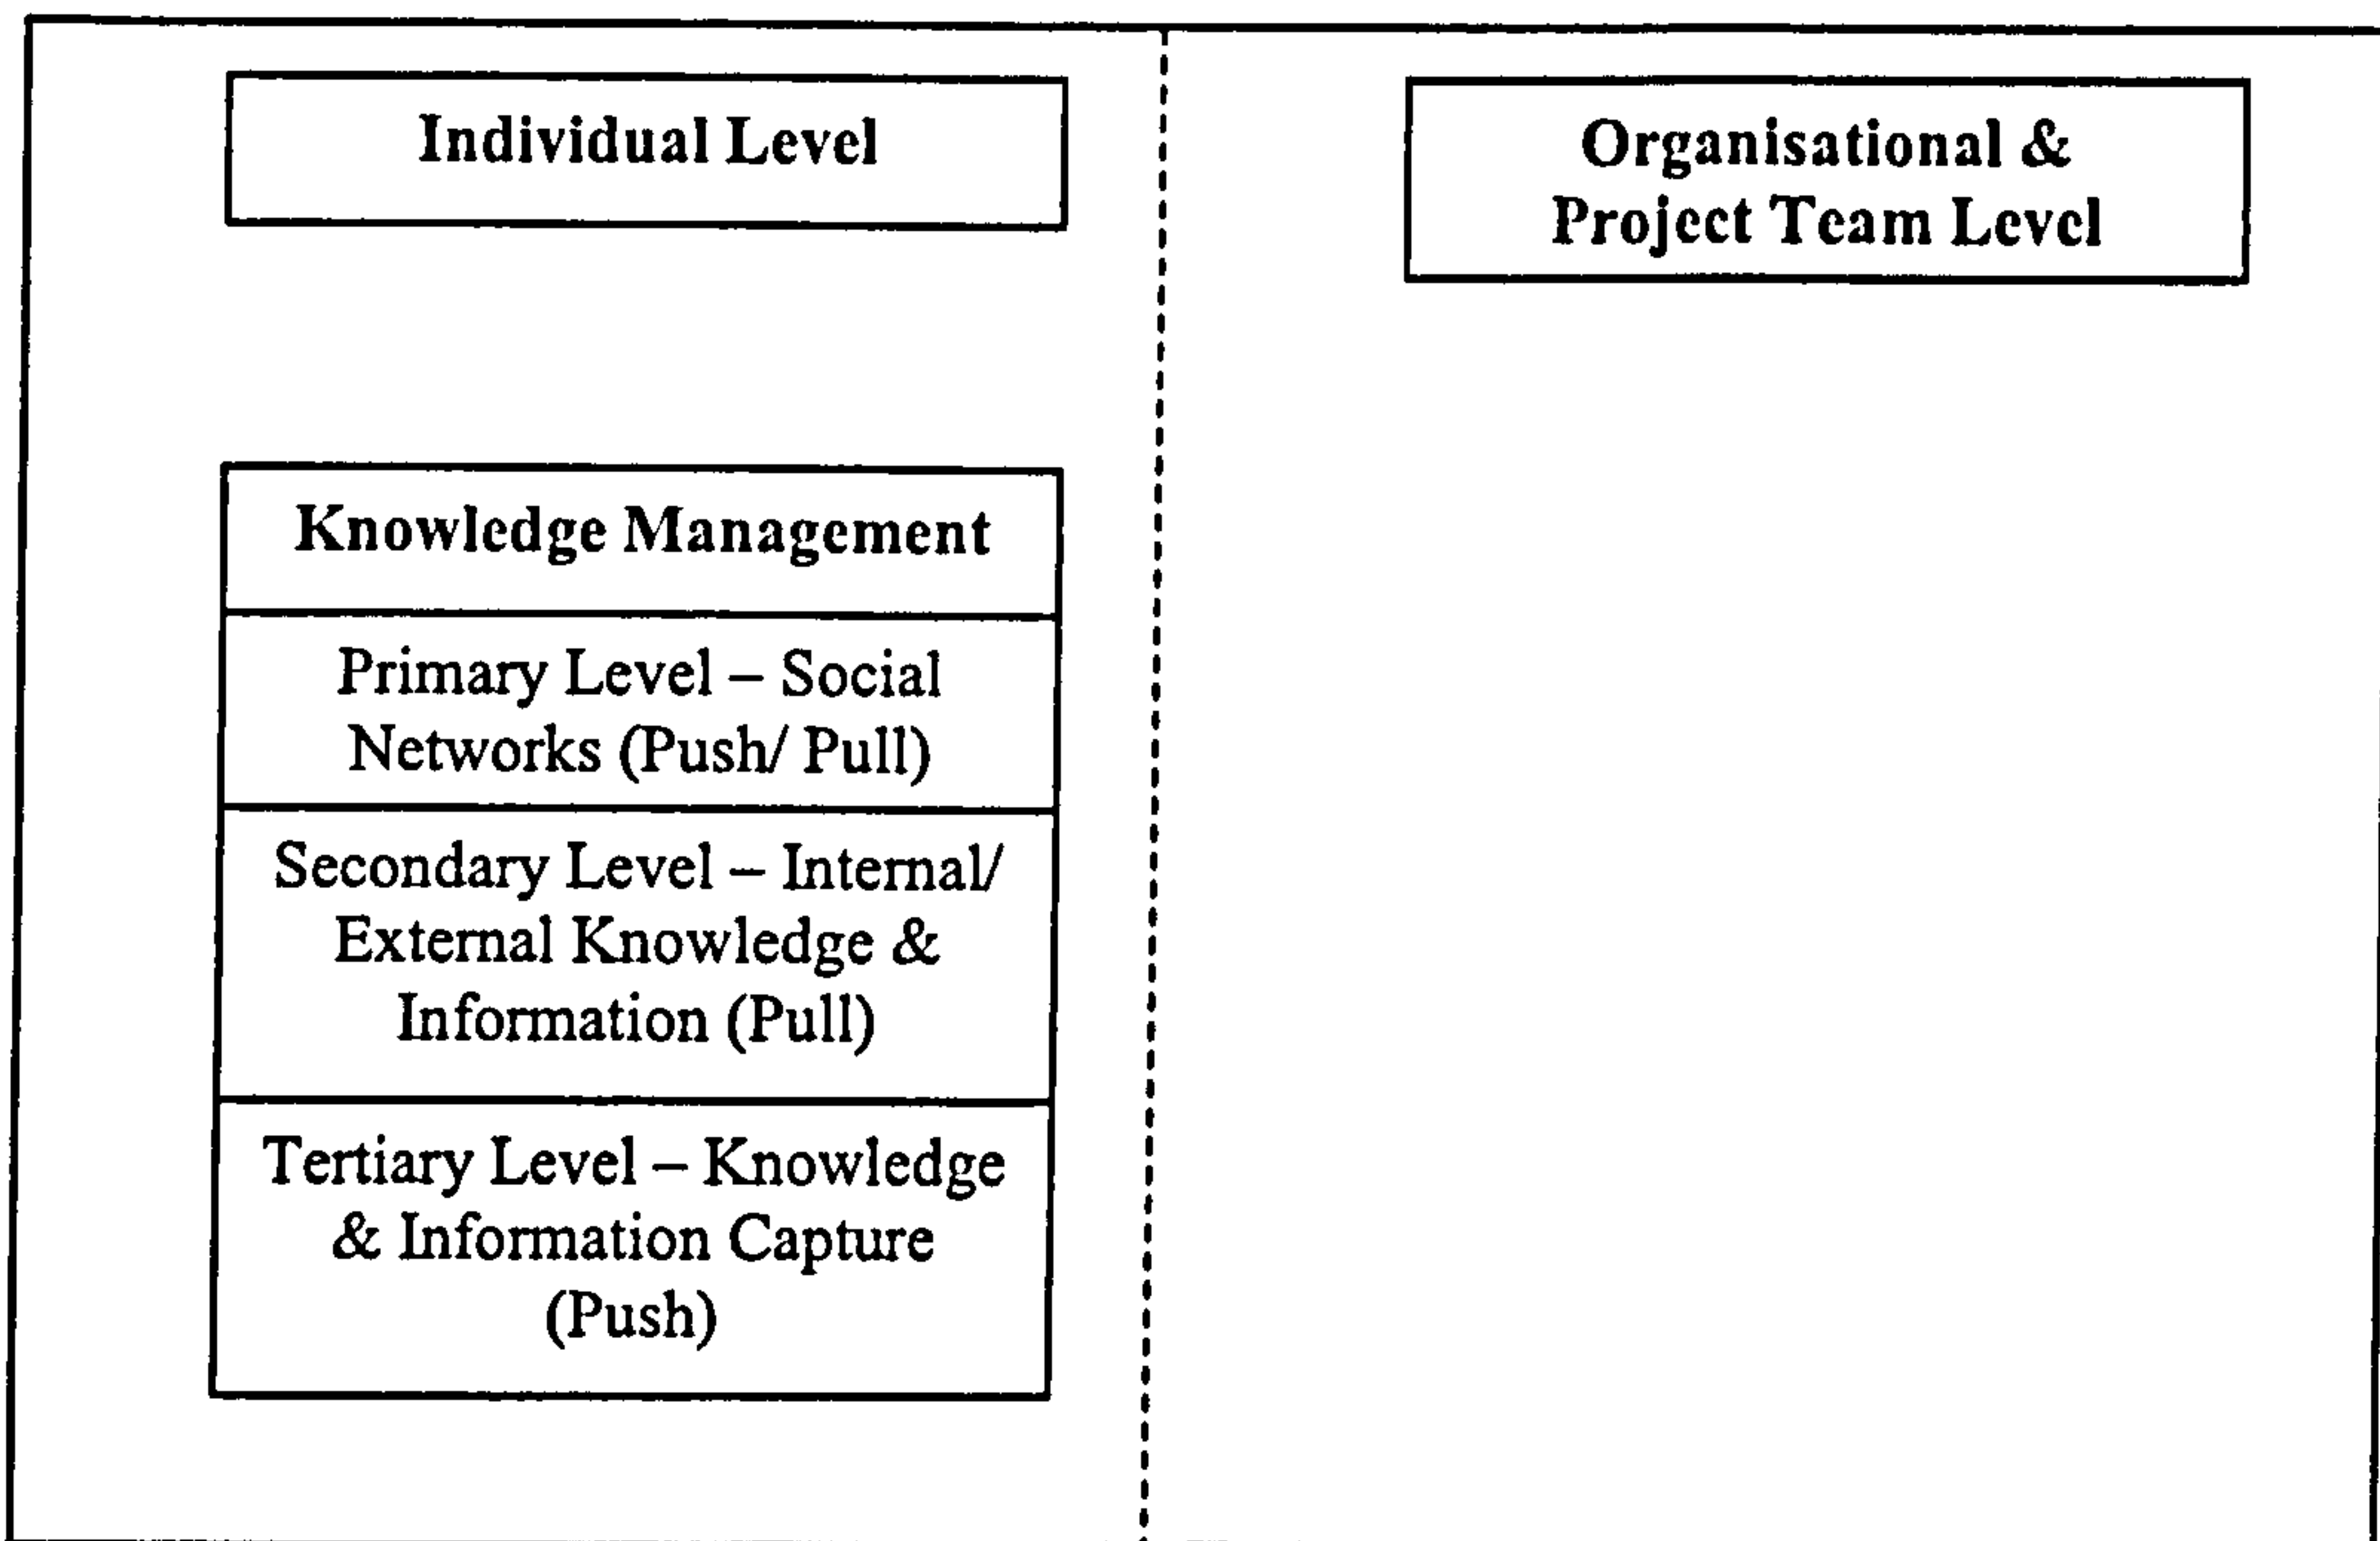 Individual Level
Organisational &
Project Team Level
Knowledge Management
Primary Level – Social
Networks (Push/ Pull)
Secondary Level – Internal/
External Knowledge &
Information (Pull)
Tertiary Level – Knowledge
& Information Capture
(Push)